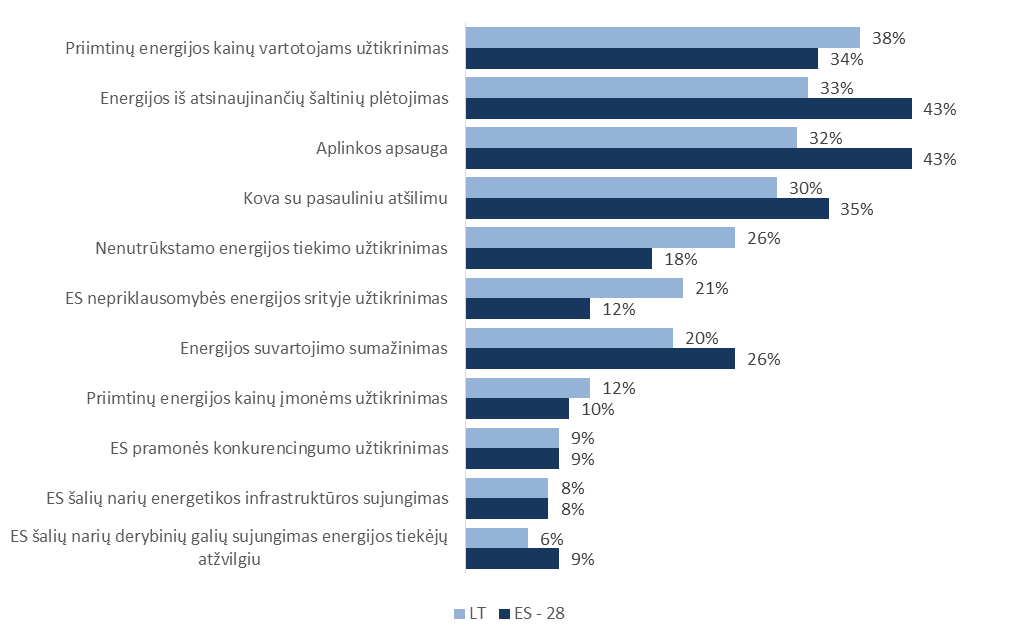 Priimtinų energijos kainų vartotojams užtikrinimas
38%
34%
Energijos iš atsinaujinančių šaltinių plėtojimas
33%
43%
Aplinkos apsauga
32%
43%
Kova su pasauliniu atšilimu
30%
35%
Nenutrūkstamo energijos tiekimo užtikrinimas
26%
18%
ES nepriklausomybės energijos srityje užtikrinimas
21%
12%
Energijos suvartojimo sumažinimas
20%
26%
Priimtinų energijos kainų įmonėms užtikrinimas
12%
10%
ES pramonės konkurencingumo užtikrinimas
9%
9%
ES šalių narių energetikos infrastruktūros sujungimas
8%
8%
ES šalių narių derybinių galių sujungimas energijos tiekėjų
atžvilgiu
6%
9%
LT ES - 28